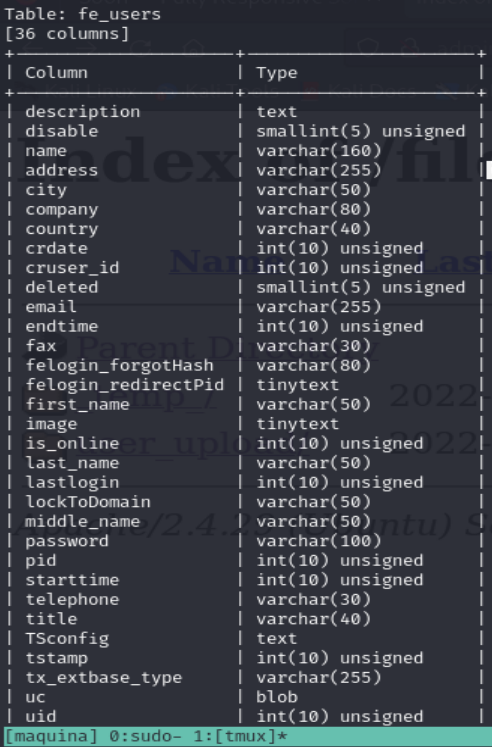 Table: fe_users
[36 columns]
| Column | Type |
| description | text |
| disable | smallint(5) unsigned |
| name | varchar(160) |
| address | varchar(255) |
| city | varchar(50) |
| company | varchar(80) |
| country | varchar(40) |
| crdate | int(10) unsigned |
| cruser_id | int(10) unsigned |
| deleted | smallint(5) unsigned |
| email | varchar(255) |
| endtime | int(10) unsigned |
| fax | varchar(30) |
| felogin_forgotHash | varchar(80) |
| felogin_redirectPid | tinytext |
| first_name | varchar(50) |
| image | tinytext |
| is_online | int(10) unsigned |
| last_name | varchar(50) |
| lastlogin | int(10) unsigned |
| lockToDomain | varchar(50) |
| middle_name | varchar(50) |
| password | varchar(100) |
| pid | int(10) unsigned |
| starttime | int(10) unsigned |
| telephone | varchar(30) |
| title | varchar(40) |
| TSconfig | text |
| tstamp | int(10) unsigned |
| tx_extbase_type | varchar(255) |
| uc | blob |
| uid | int(10) unsigned |
[maquina] 0:sudo- 1:[tmux]*